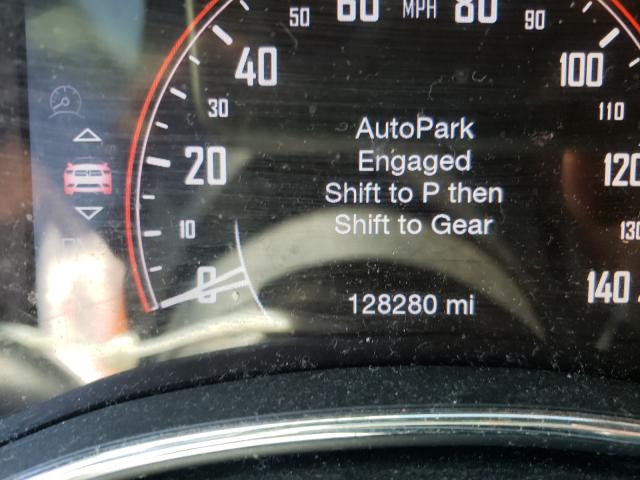 50 60 MPH 80 90
40 100
30 110
AutoPark
Engaged
20 120
Shift to P then
Shift to Gear
10 130
0 140
128280 mi